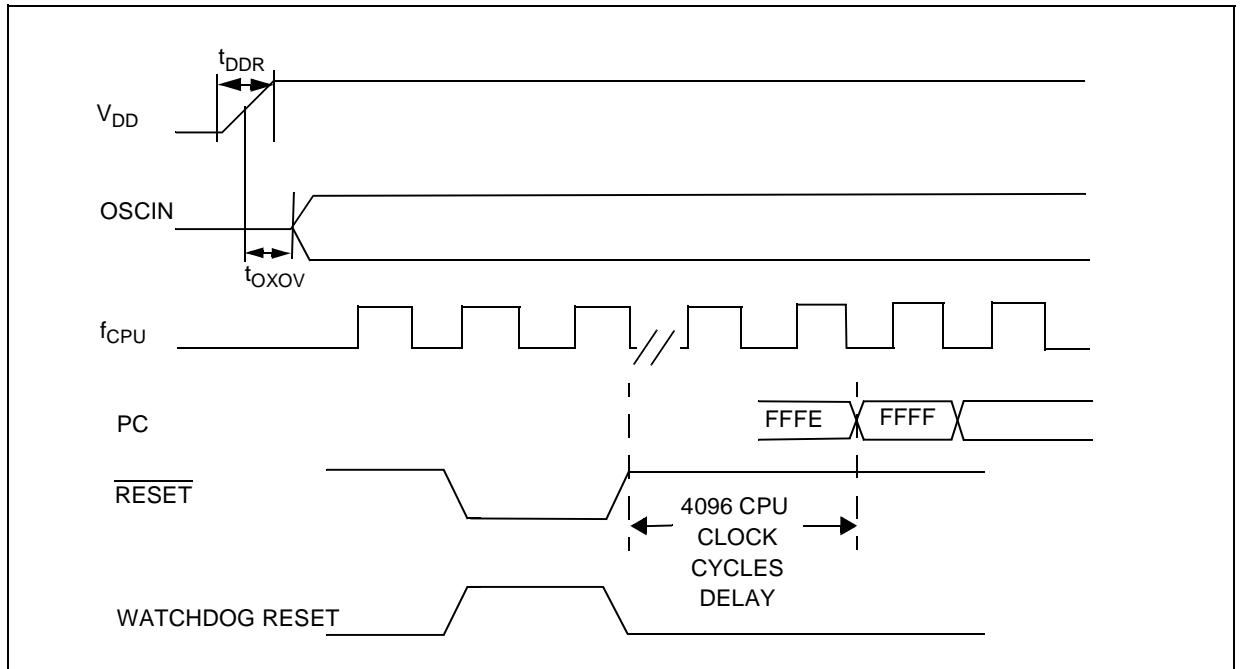 tDDR
VDD
OSCIN
tOXOV
fCPU
PC
FFFE
FFFF
RESET
4096 CPU
CLOCK
CYCLES
DELAY
WATCHDOG RESET